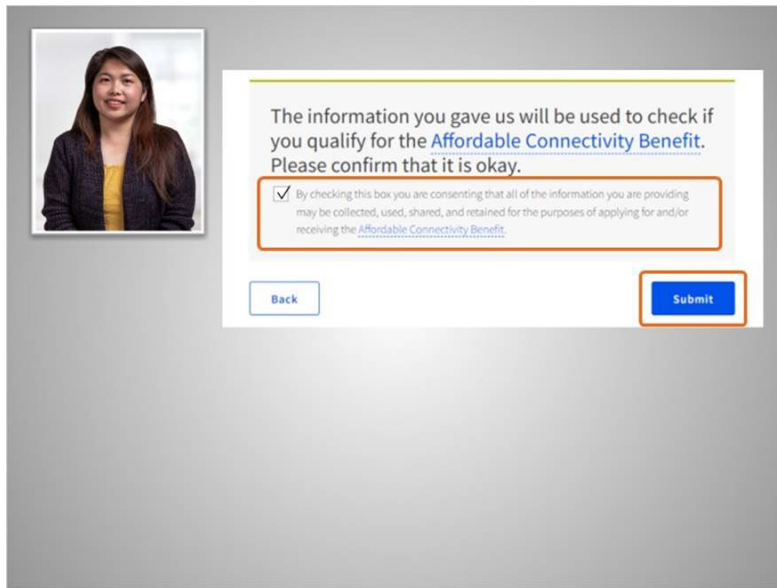 The information you gave us will be used to check if
you qualify for the Affordable Connectivity Benefit.
Please confirm that it is okay.
By checking this box you are consenting that all of the information you are providing
may be collected, used, shared, and retained for the purposes of applying for and/or
receiving the Affordable Connectivity Benefit.
Back
Submit